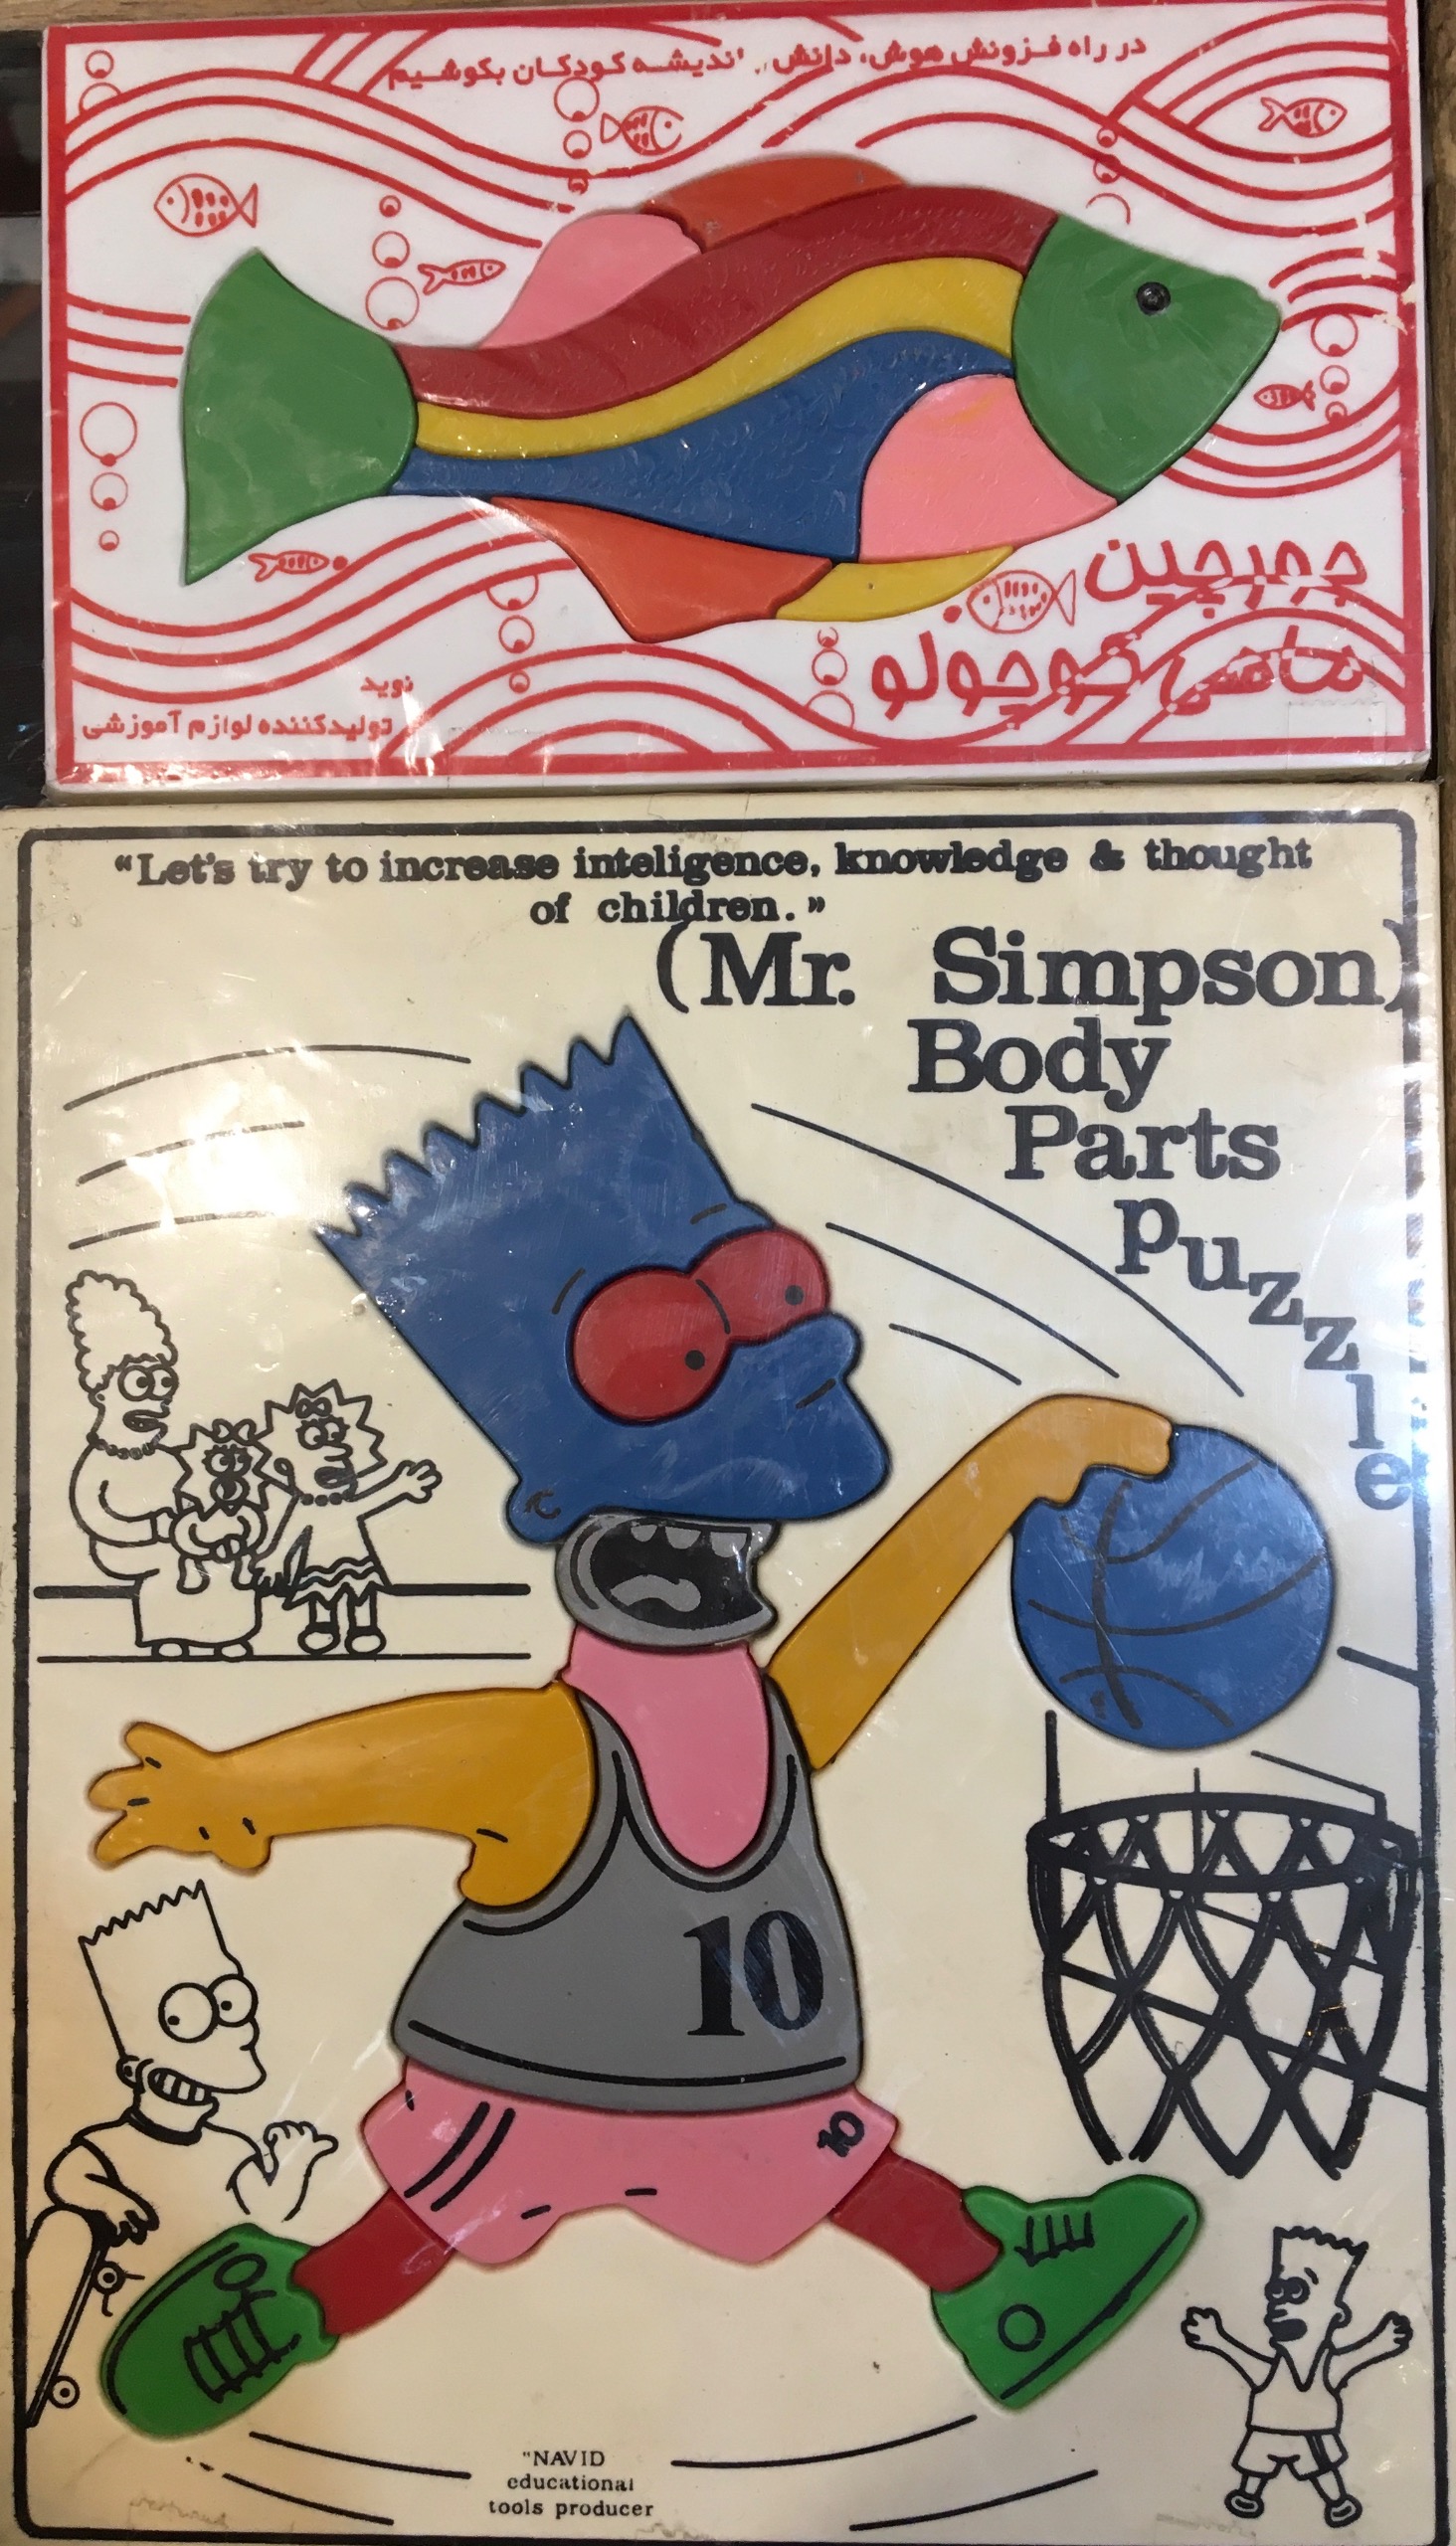 در راه فزونش هوش، دانش، اندیشه کودکان بکوشیم
جورچین
ماهی کوچولو
نوید
تولیدکننده لوازم آموزشی
“Let's try to increase inteligence, knowledge & thought
of children.”
(Mr. Simpson)
Body
Parts
puzzle
10
10
"NAVID
educational
tools producer